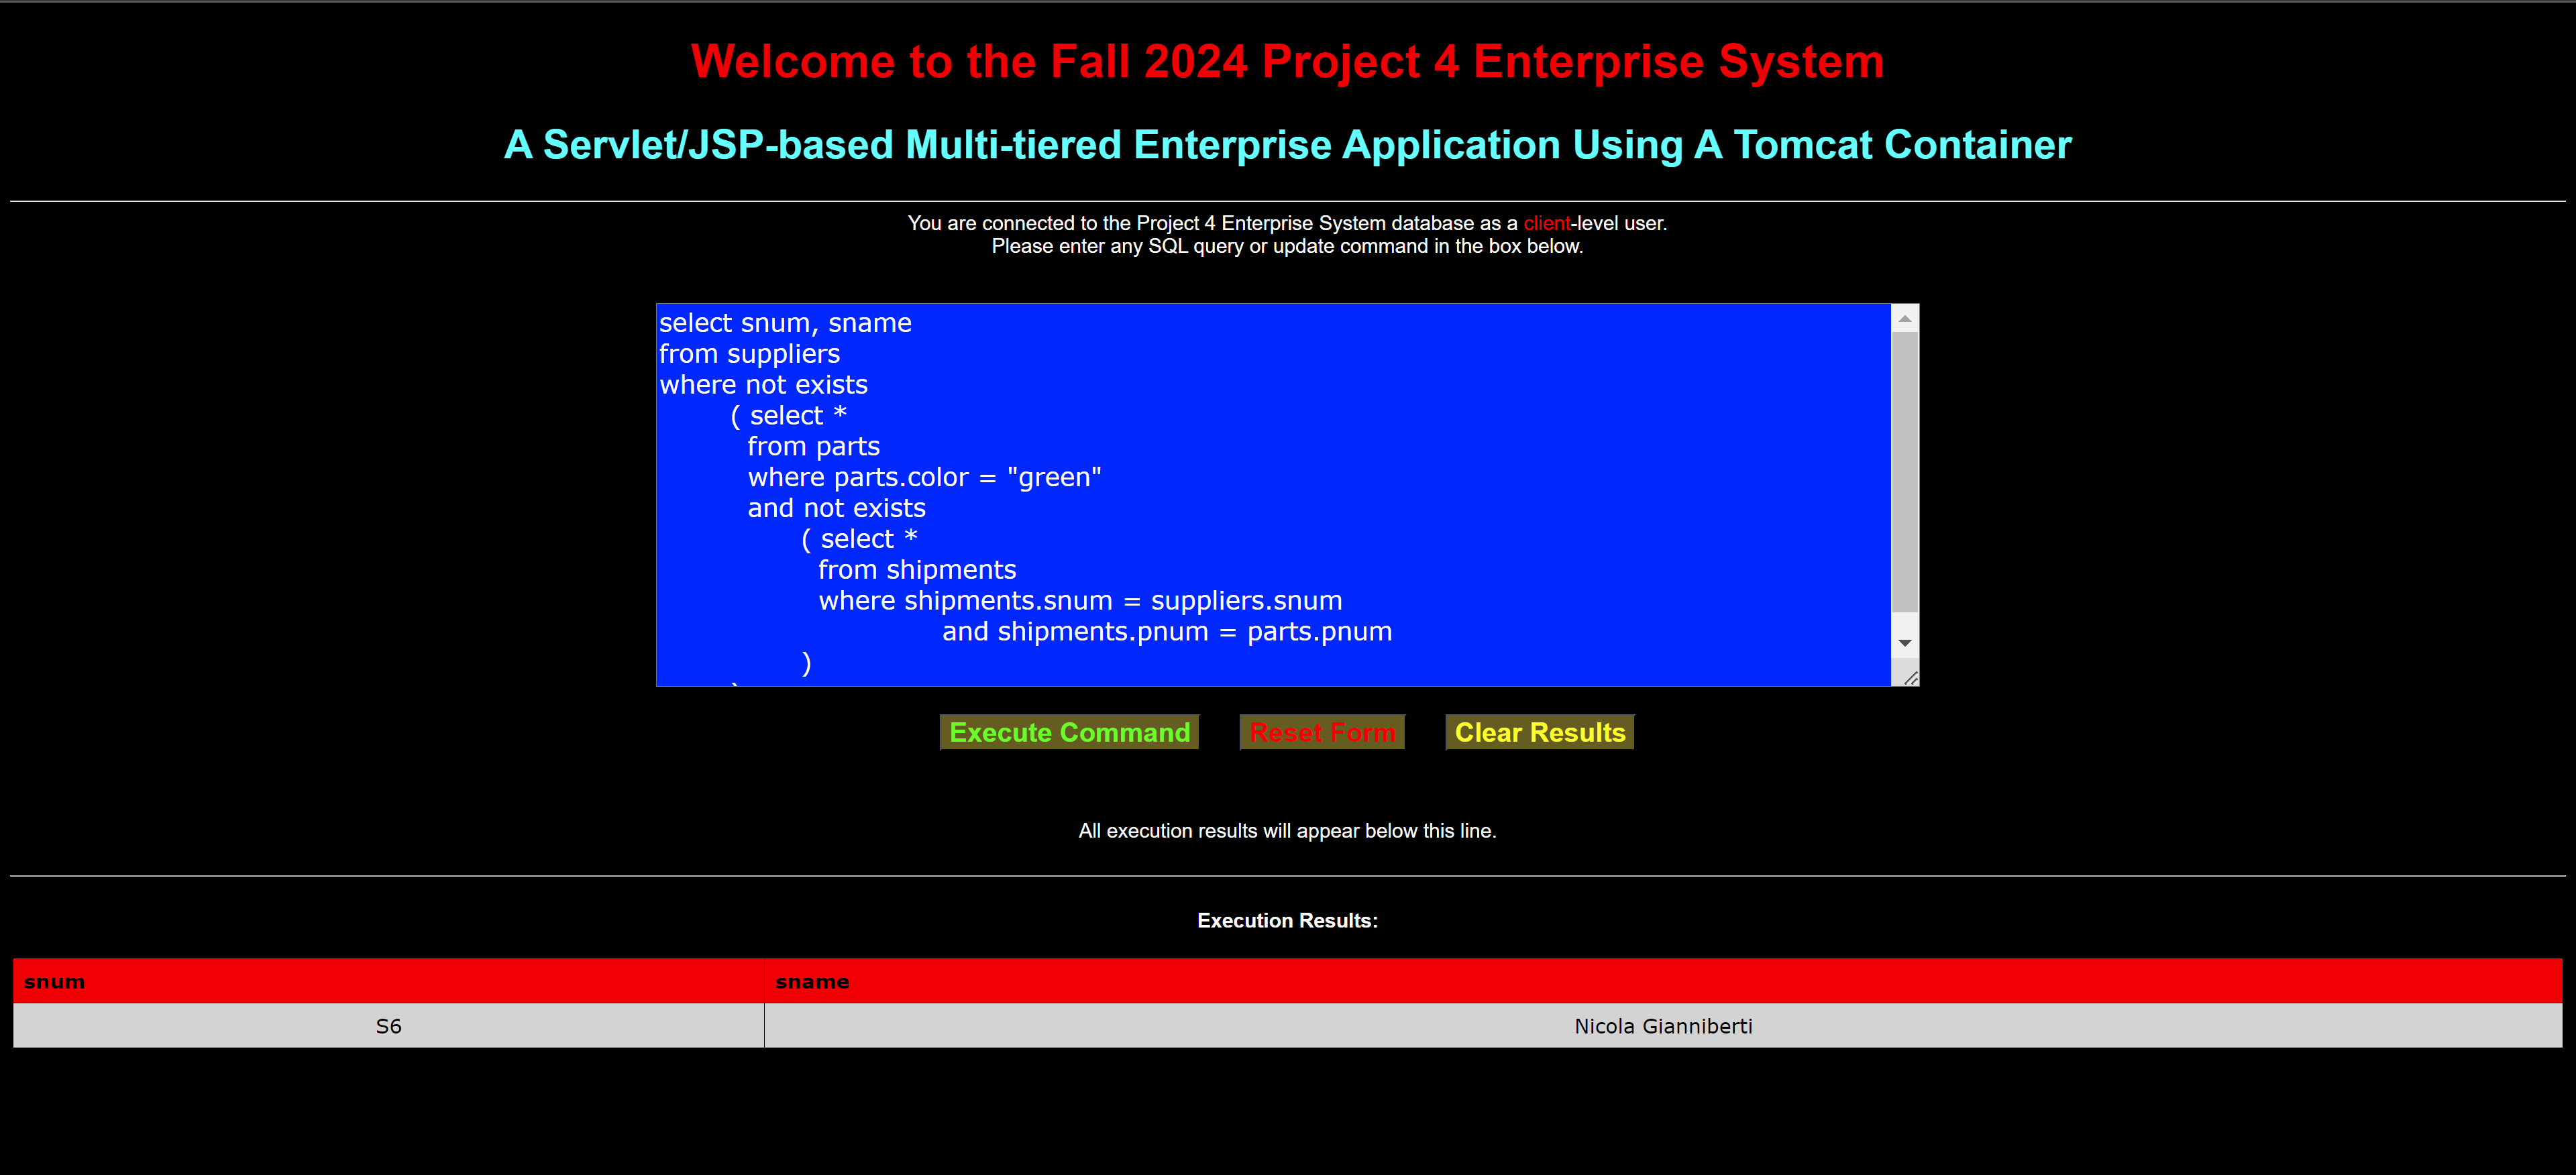 Welcome to the Fall 2024 Project 4 Enterprise System
A Servlet/JSP-based Multi-tiered Enterprise Application Using A Tomcat Container
You are connected to the Project 4 Enterprise System database as a client-level user.
Please enter any SQL query or update command in the box below.
select snum, sname
from suppliers
where not exists
( select *
from parts
where parts.color = "green"
and not exists
( select *
from shipments
where shipments.snum = suppliers.snum
and shipments.pnum = parts.pnum
)
Execute Command Reset Form Clear Results
All execution results will appear below this line.
Execution Results:
snum sname
S6 Nicola Gianniberti